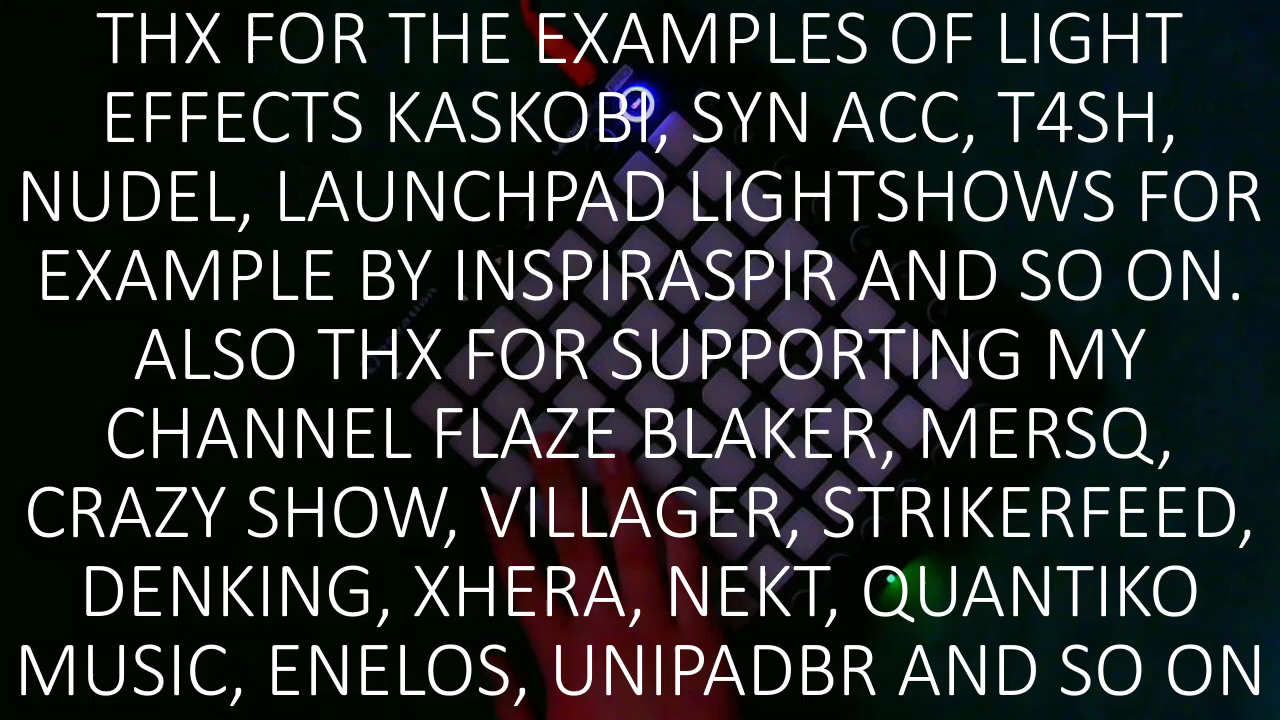 THX FOR THE EXAMPLES OF LIGHT
EFFECTS KASKOBI, SYN ACC, T4SH,
NUDEL, LAUNCHPAD LIGHTSHOWS FOR
EXAMPLE BY INSPIRASPIR AND SO ON.
ALSO THX FOR SUPPORTING MY
CHANNEL FLAZE BLAKER, MERSQ,
CRAZY SHOW, VILLAGER, STRIKERFEED,
DENKING, XHERA, NEKT, QUANTIKO
MUSIC, ENELOS, UNIPADBR AND SO ON